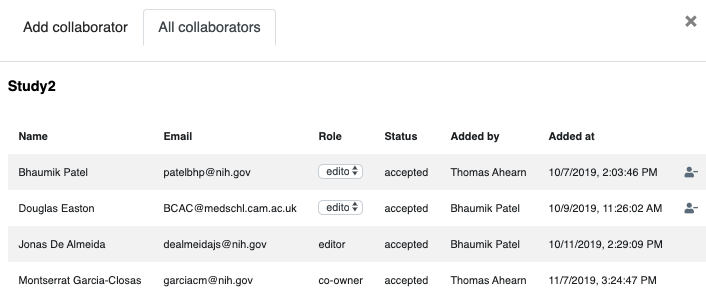 Add collaborator All collaborators
Study2
Name Email Role Status Added by Added at
Bhaumik Patel patelbhp@nih.gov edito accepted Thomas Ahearn 10/7/2019, 2:03:46 PM
Douglas Easton BCAC@medschl.cam.ac.uk edito accepted Bhaumik Patel 10/9/2019, 11:26:02 AM
Jonas De Almeida dealmeidajs@nih.gov editor accepted Bhaumik Patel 10/11/2019, 2:29:09 PM
Montserrat Garcia-Closas garciacm@nih.gov co-owner accepted Thomas Ahearn 11/7/2019, 3:24:47 PM